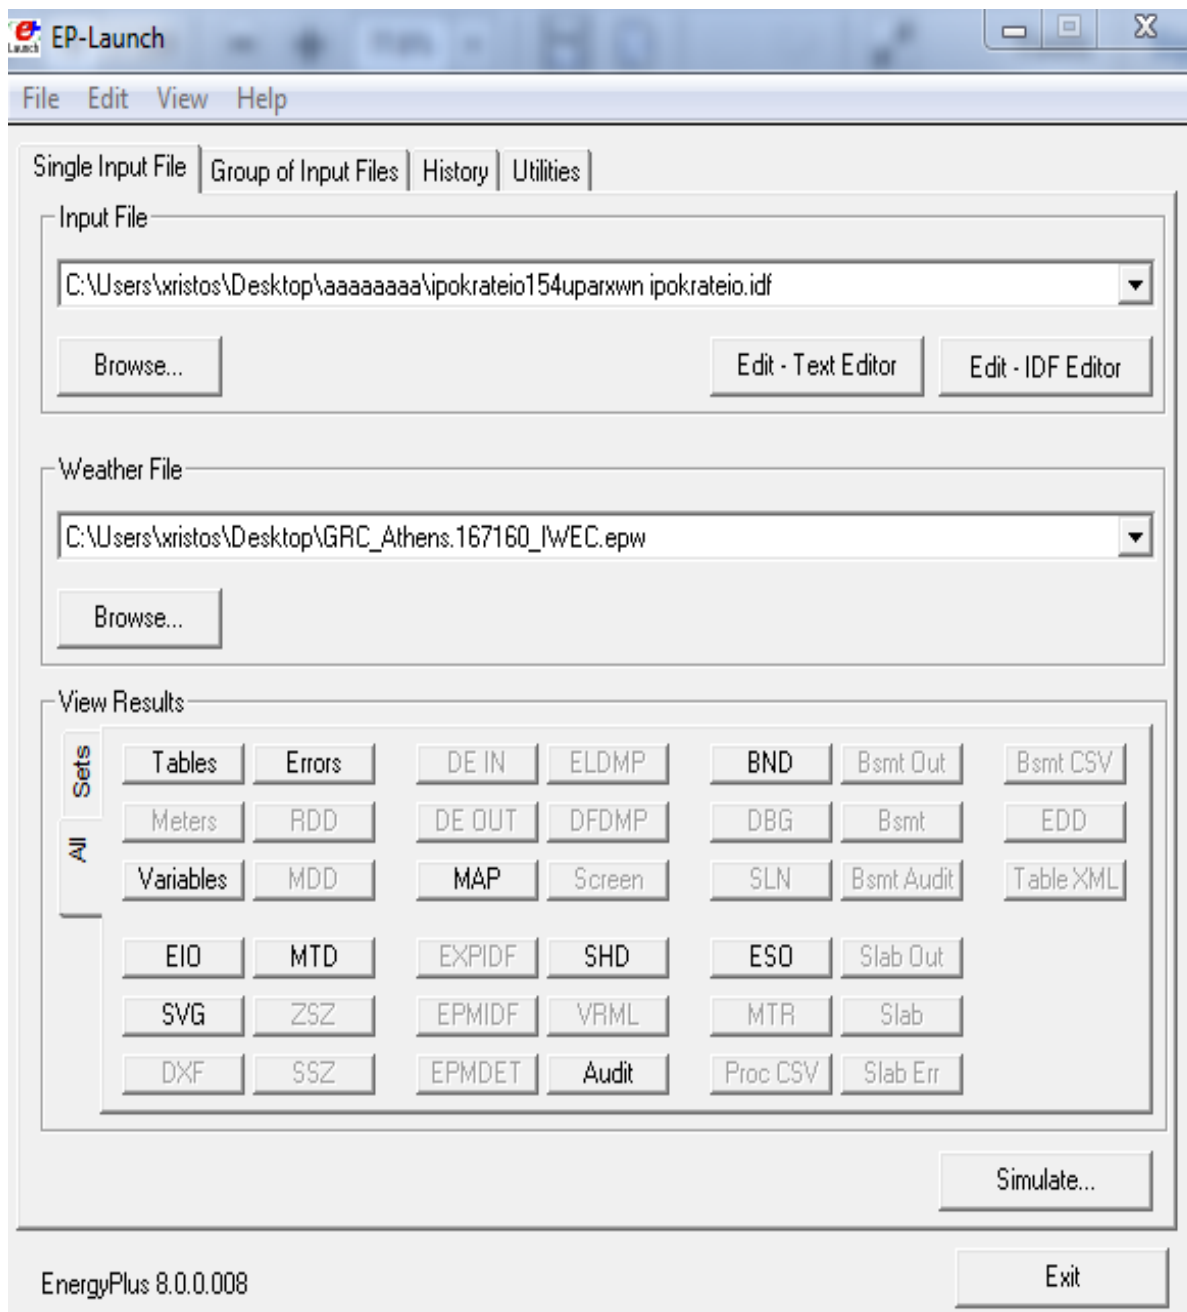 EP-Launch
File Edit View Help
Single Input File Group of Input Files History Utilities
Input File
C:\Users\xristos\Desktop\aaaaaaaa\ipokrateio154uparxwn ipokrateio.idf
Browse... Edit - Text Editor Edit - IDF Editor
Weather File
C:\Users\xristos\Desktop\GRC_Athens.167160_IWEC.epw
Browse...
View Results
Sets
All
Tables Errors DE IN ELDMP BND Bsmt Out Bsmt CSV
Meters RDD DE OUT DFDMP DBG Bsmt EDD
Variables MDD MAP Screen SLN Bsmt Audit Table XML
EIO MTD EXPIDF SHD ESO Slab Out
SVG ZSZ EPMIDF VRML MTR Slab
DXF SSZ EPMDET Audit Proc CSV Slab Err
Simulate...
EnergyPlus 8.0.0.008 Exit